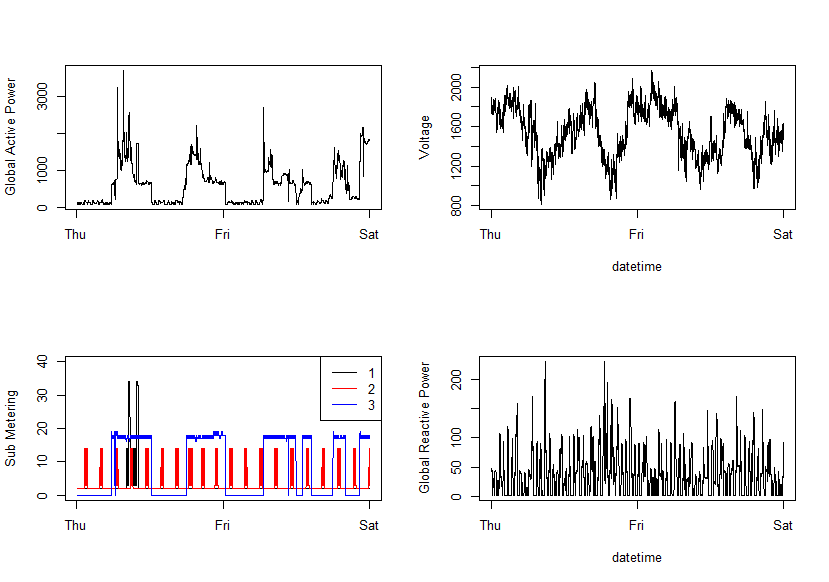 Global Active Power
3000
1000
0
Thu
Fri
Sat
Voltage
2000
1600
1200
800
Thu
Fri
Sat
datetime
Sub Metering
40
30
20
10
0
1
2
3
Thu
Fri
Sat
Global Reactive Power
200
100
50
0
Thu
Fri
Sat
datetime